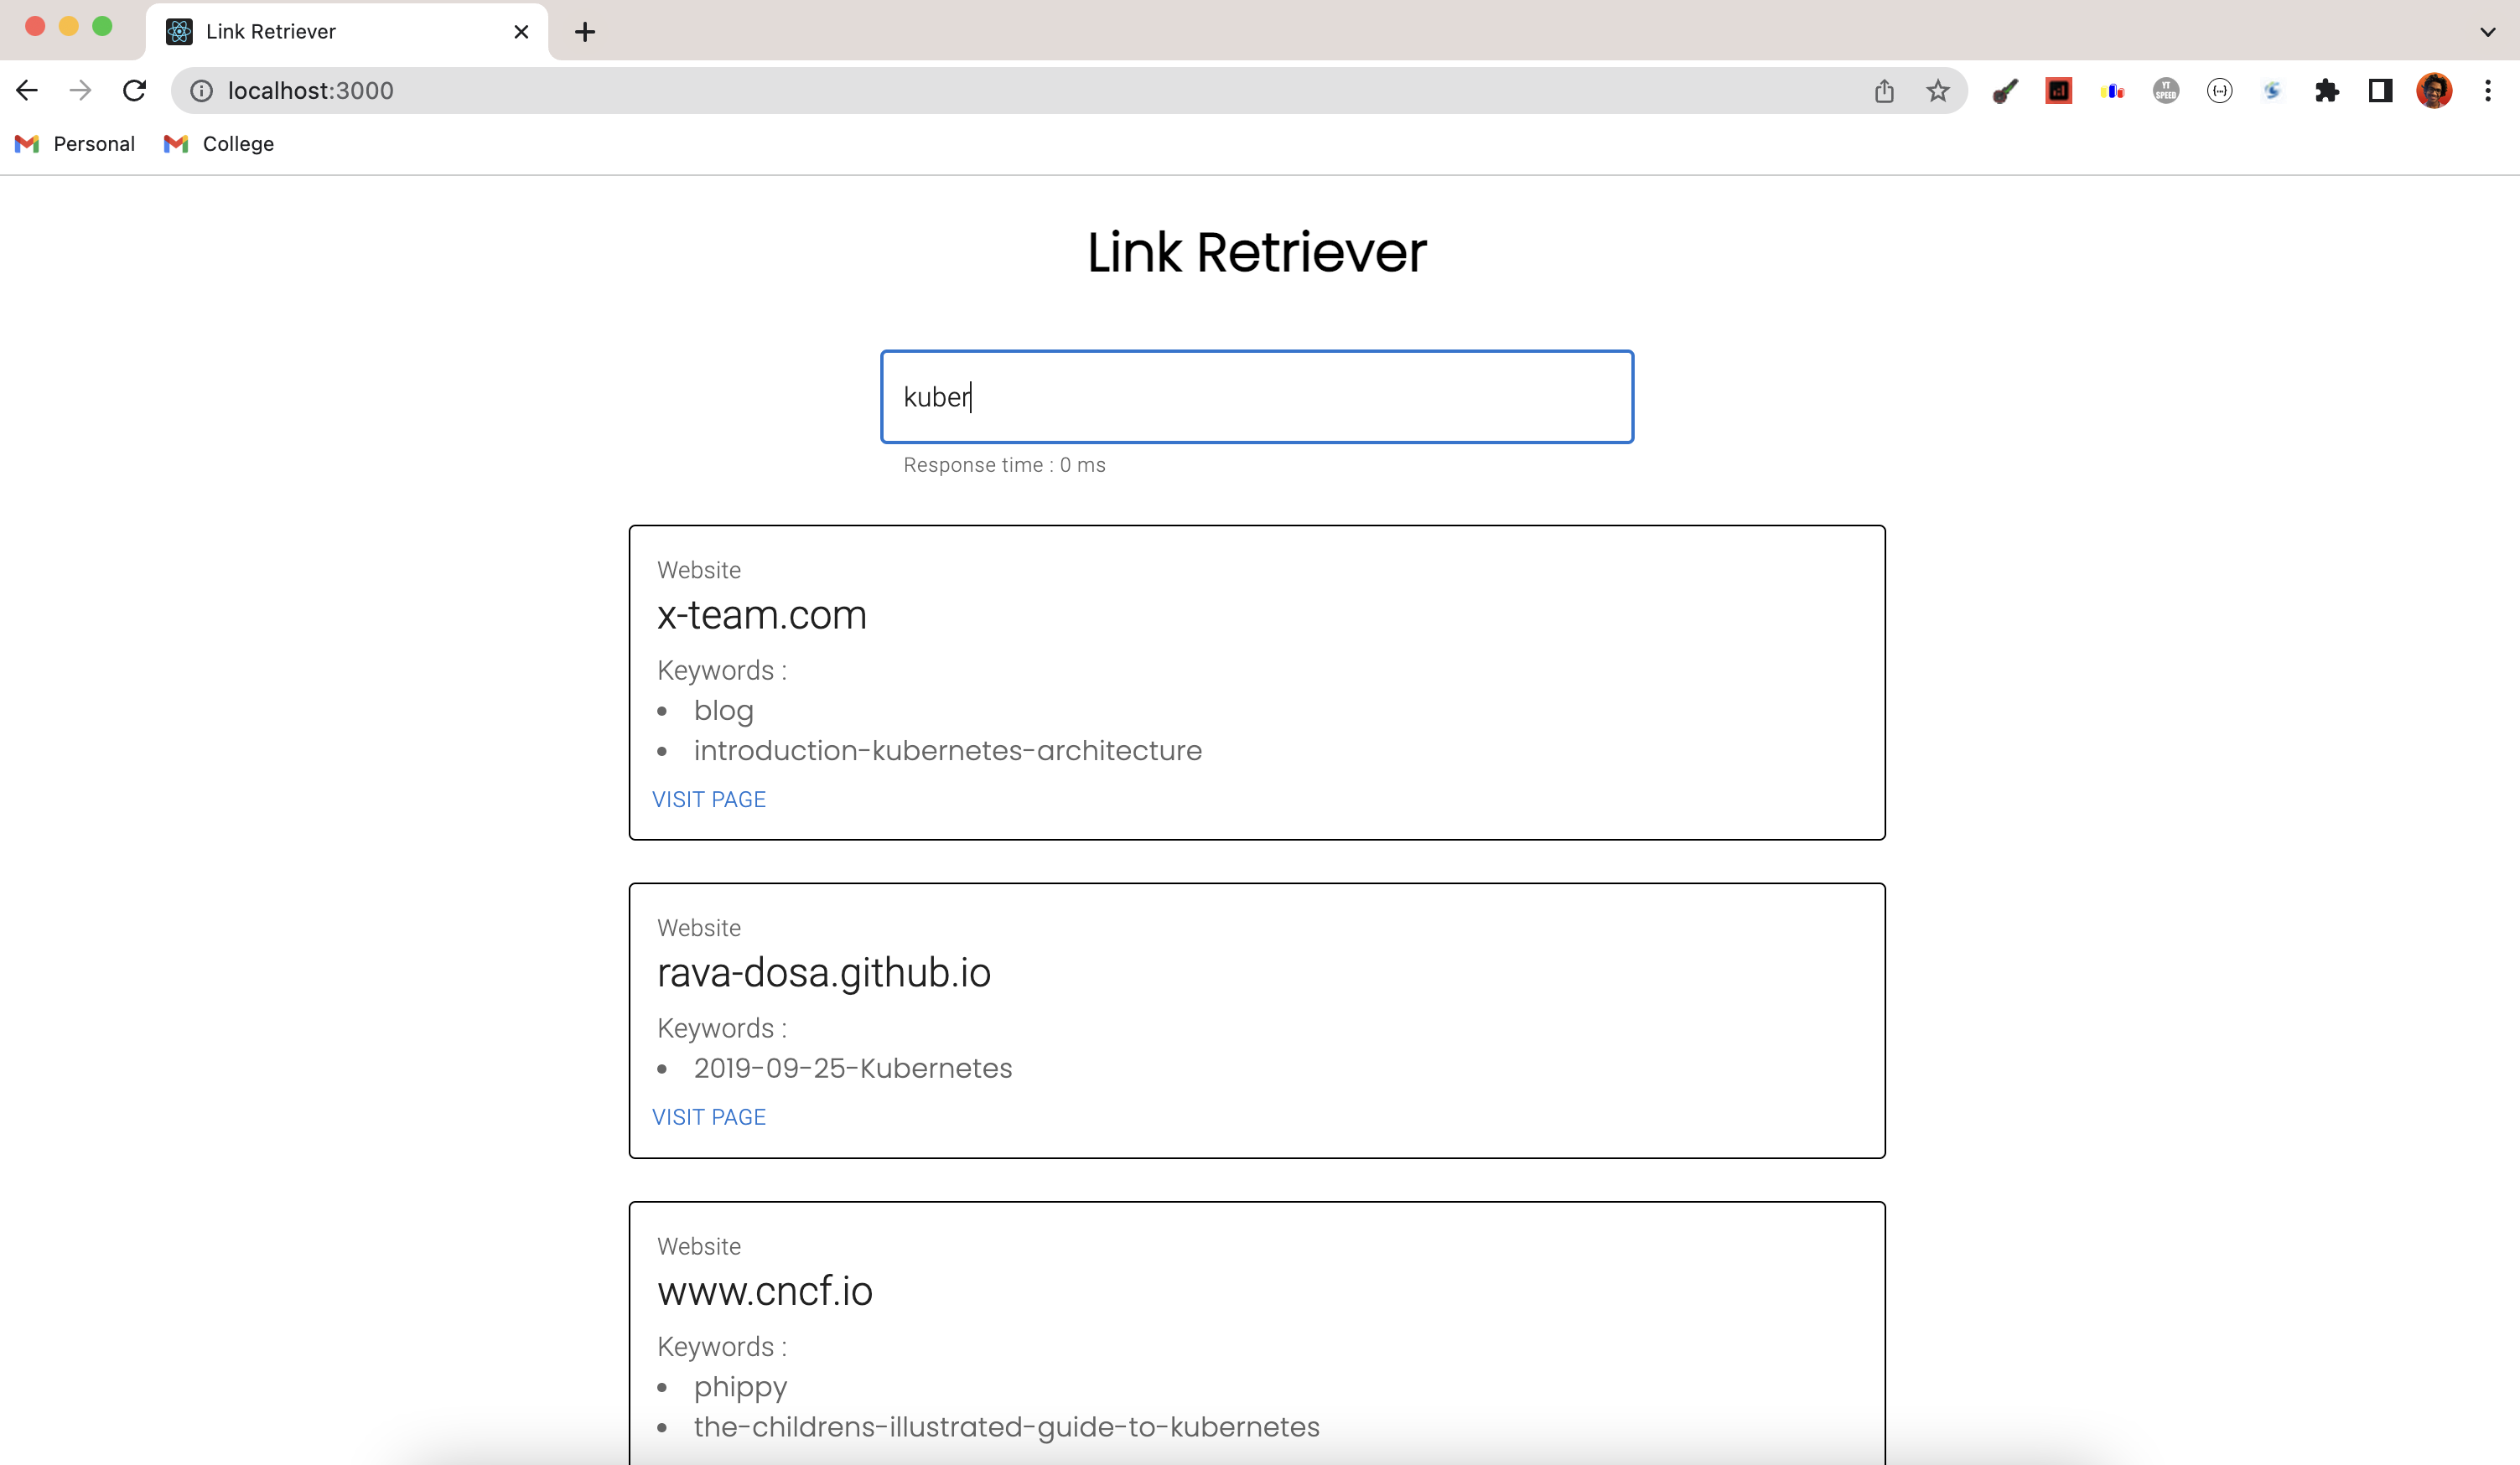 Link Retriever
localhost:3000
YT
SPEED
{...}
Personal
College
Link Retriever
kuber
Response time : 0 ms
Website
x-team.com
Keywords :
• blog
• introduction-kubernetes-architecture
VISIT PAGE
Website
rava-dosa.github.io
Keywords :
• 2019-09-25-Kubernetes
VISIT PAGE
Website
www.cncf.io
Keywords :
• phippy
• the-childrens-illustrated-guide-to-kubernetes